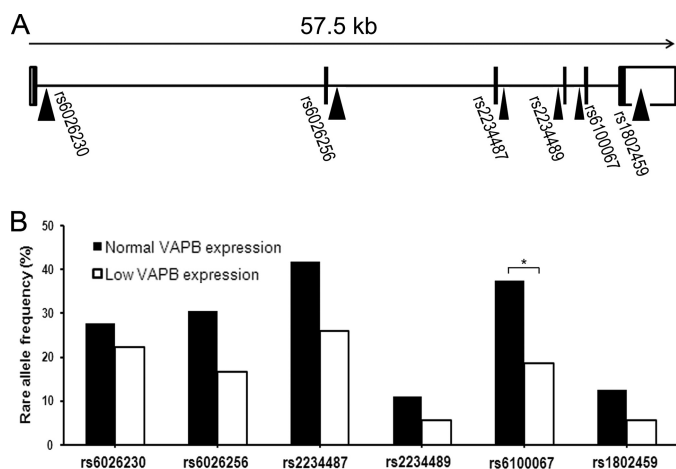 A
57.5 kb
rs6026230
rs6026256
rs2234487
rs2234489
rs6100067
rs1802459
B
Rare allele frequency (%)
50
40
30
20
10
0
Normal VAPB expression
Low VAPB expression
*
rs6026230 rs6026256 rs2234487 rs2234489 rs6100067 rs1802459